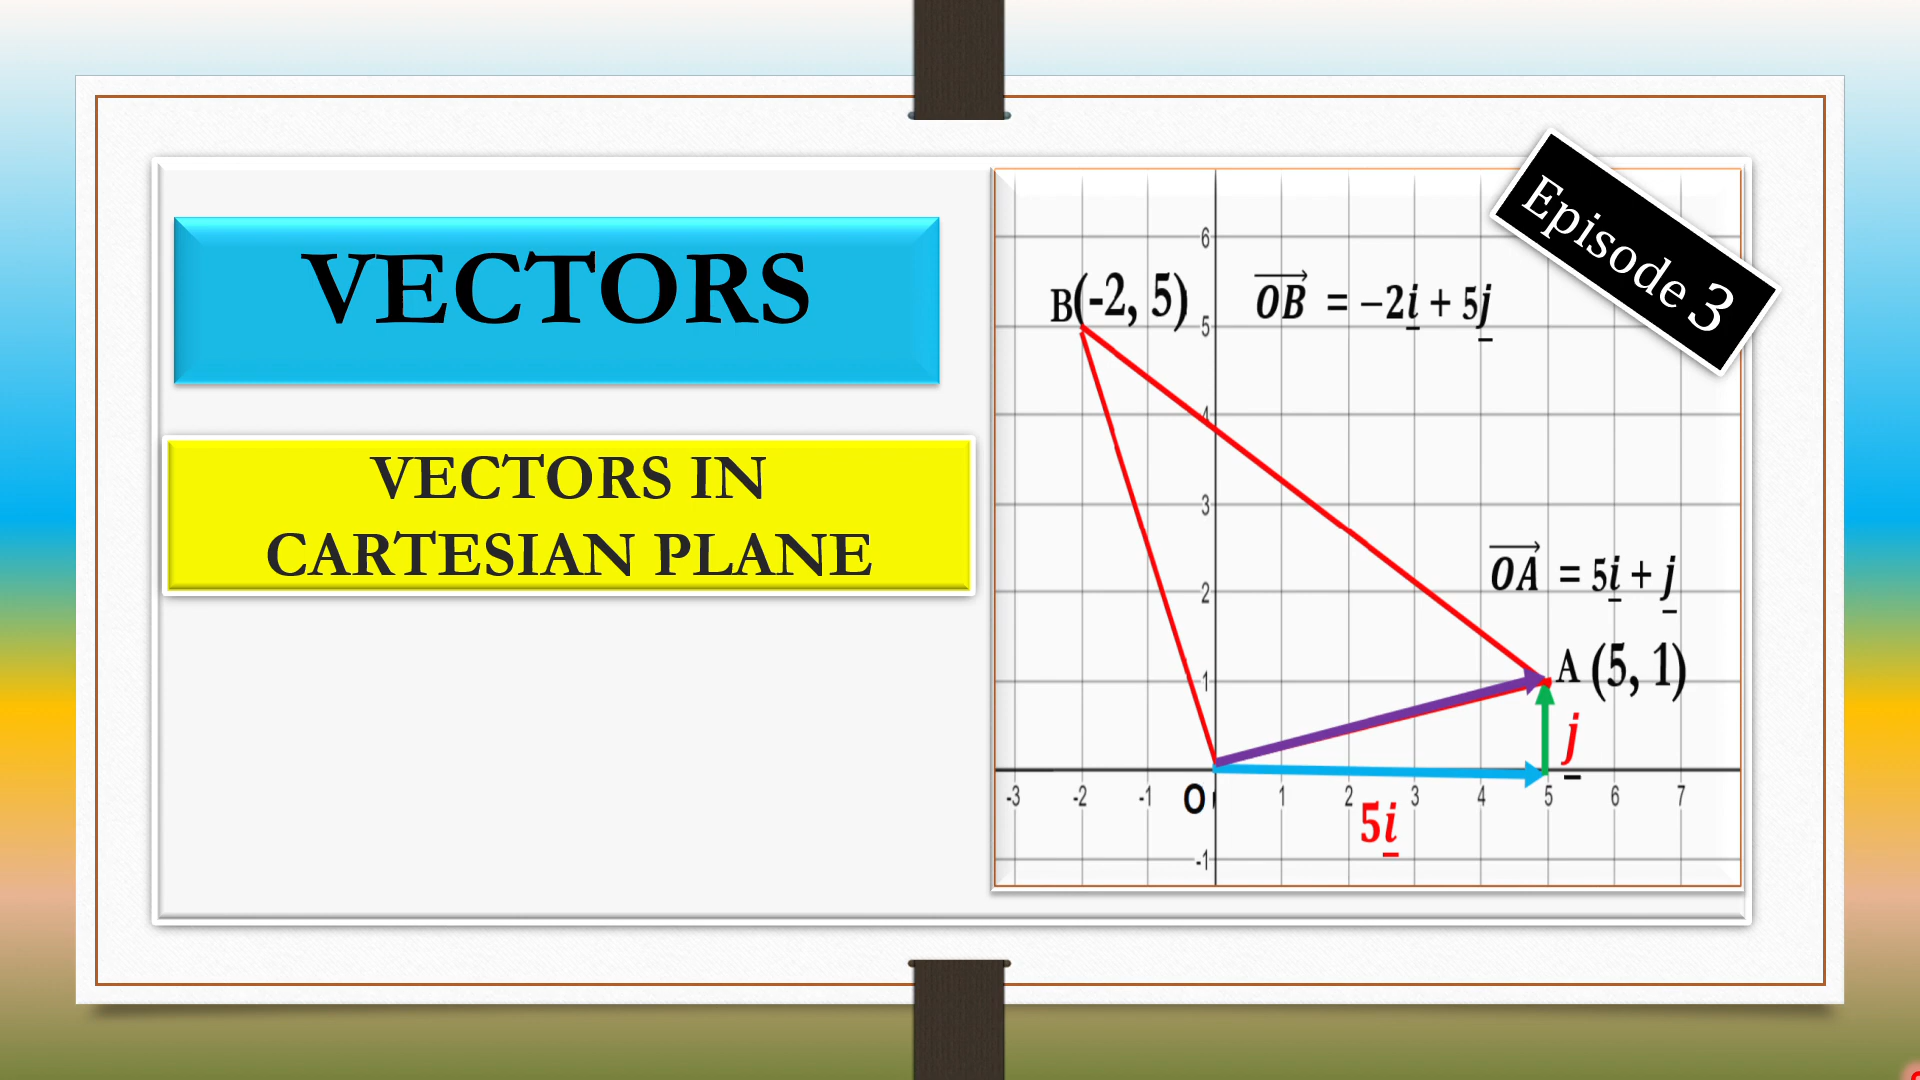 VECTORS
VECTORS IN
CARTESIAN PLANE
Episode 3
6
B(-2, 5)
OB = −2i + 5j
5
4
3
OA = 5i + j
2
A (5, 1)
1
j
-3 -2 -1 O 1 2 3 4 5 6 7
5i
-1